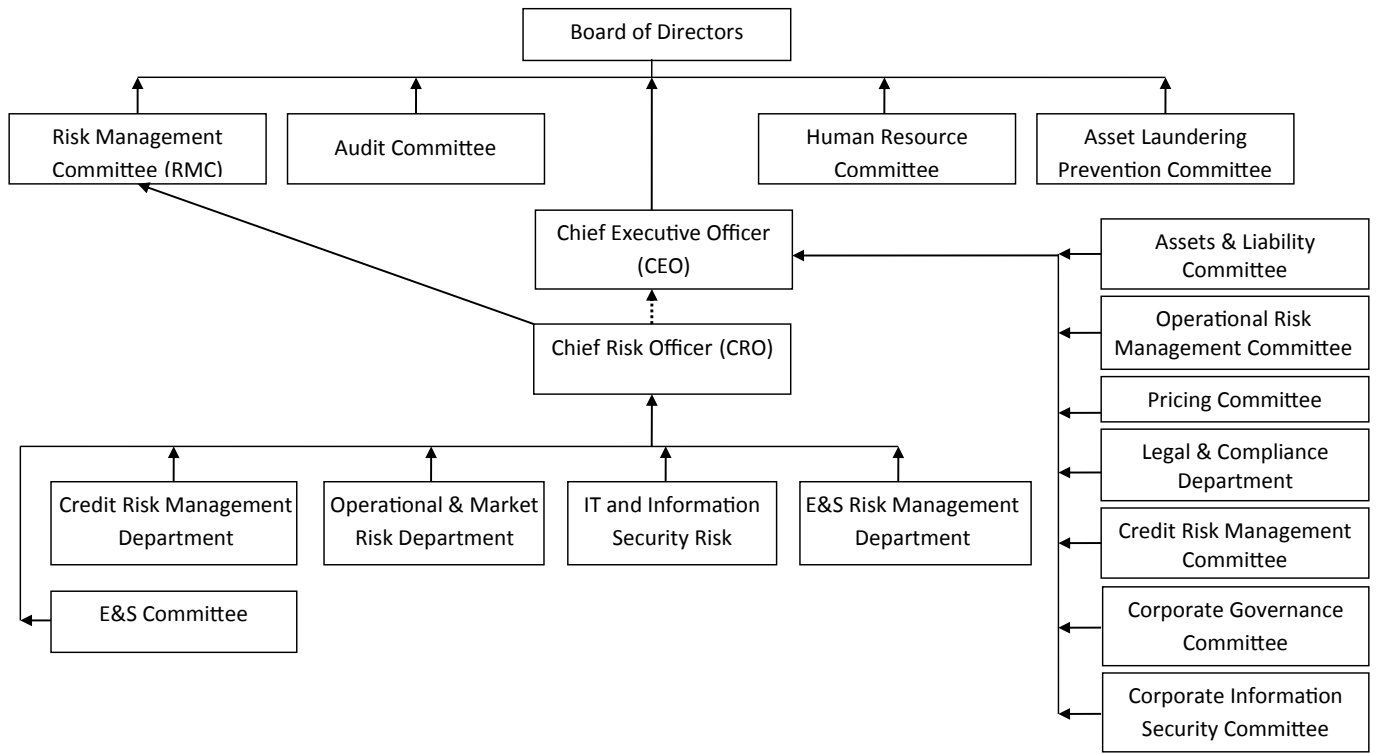 Board of Directors
Risk Management
Committee (RMC)
Audit Committee
Human Resource
Committee
Asset Laundering
Prevention Committee
Chief Executive Officer
(CEO)
Assets & Liability
Committee
Operational Risk
Management Committee
Chief Risk Officer (CRO)
Pricing Committee
Legal & Compliance
Department
Credit Risk Management
Department
Operational & Market
Risk Department
IT and Information
Security Risk
E&S Risk Management
Department
Credit Risk Management
Committee
E&S Committee
Corporate Governance
Committee
Corporate Information
Security Committee